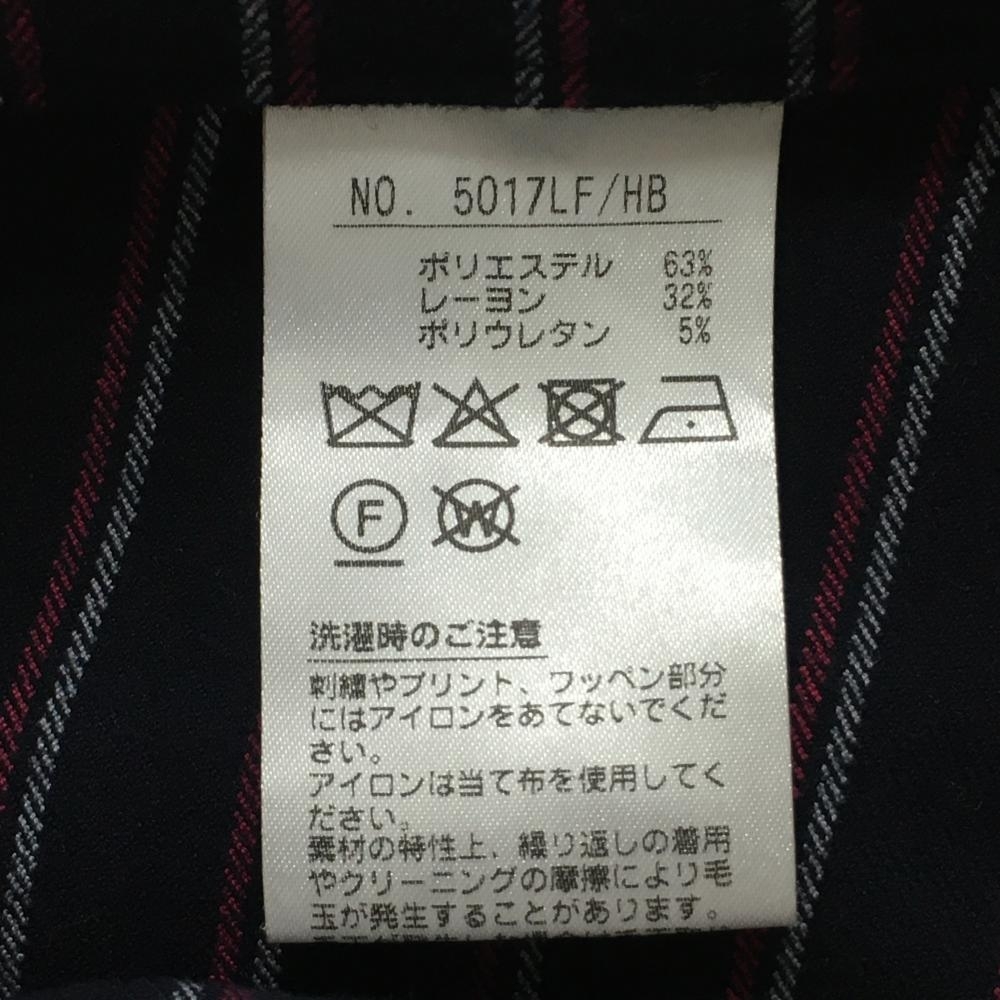 NO. 5017LF/HB
ポリエステル 63%
レーヨン 32%
ポリウレタン 5%
F
W
洗濯時のご注意
刺繍やプリント、ワッペン部分
にはアイロンをあてないでくだ
さい。
アイロンは当て布を使用してく
ださい。
素材の特性上、繰り返しの着用
やクリーニングの摩擦により毛
玉が発生することがあります。